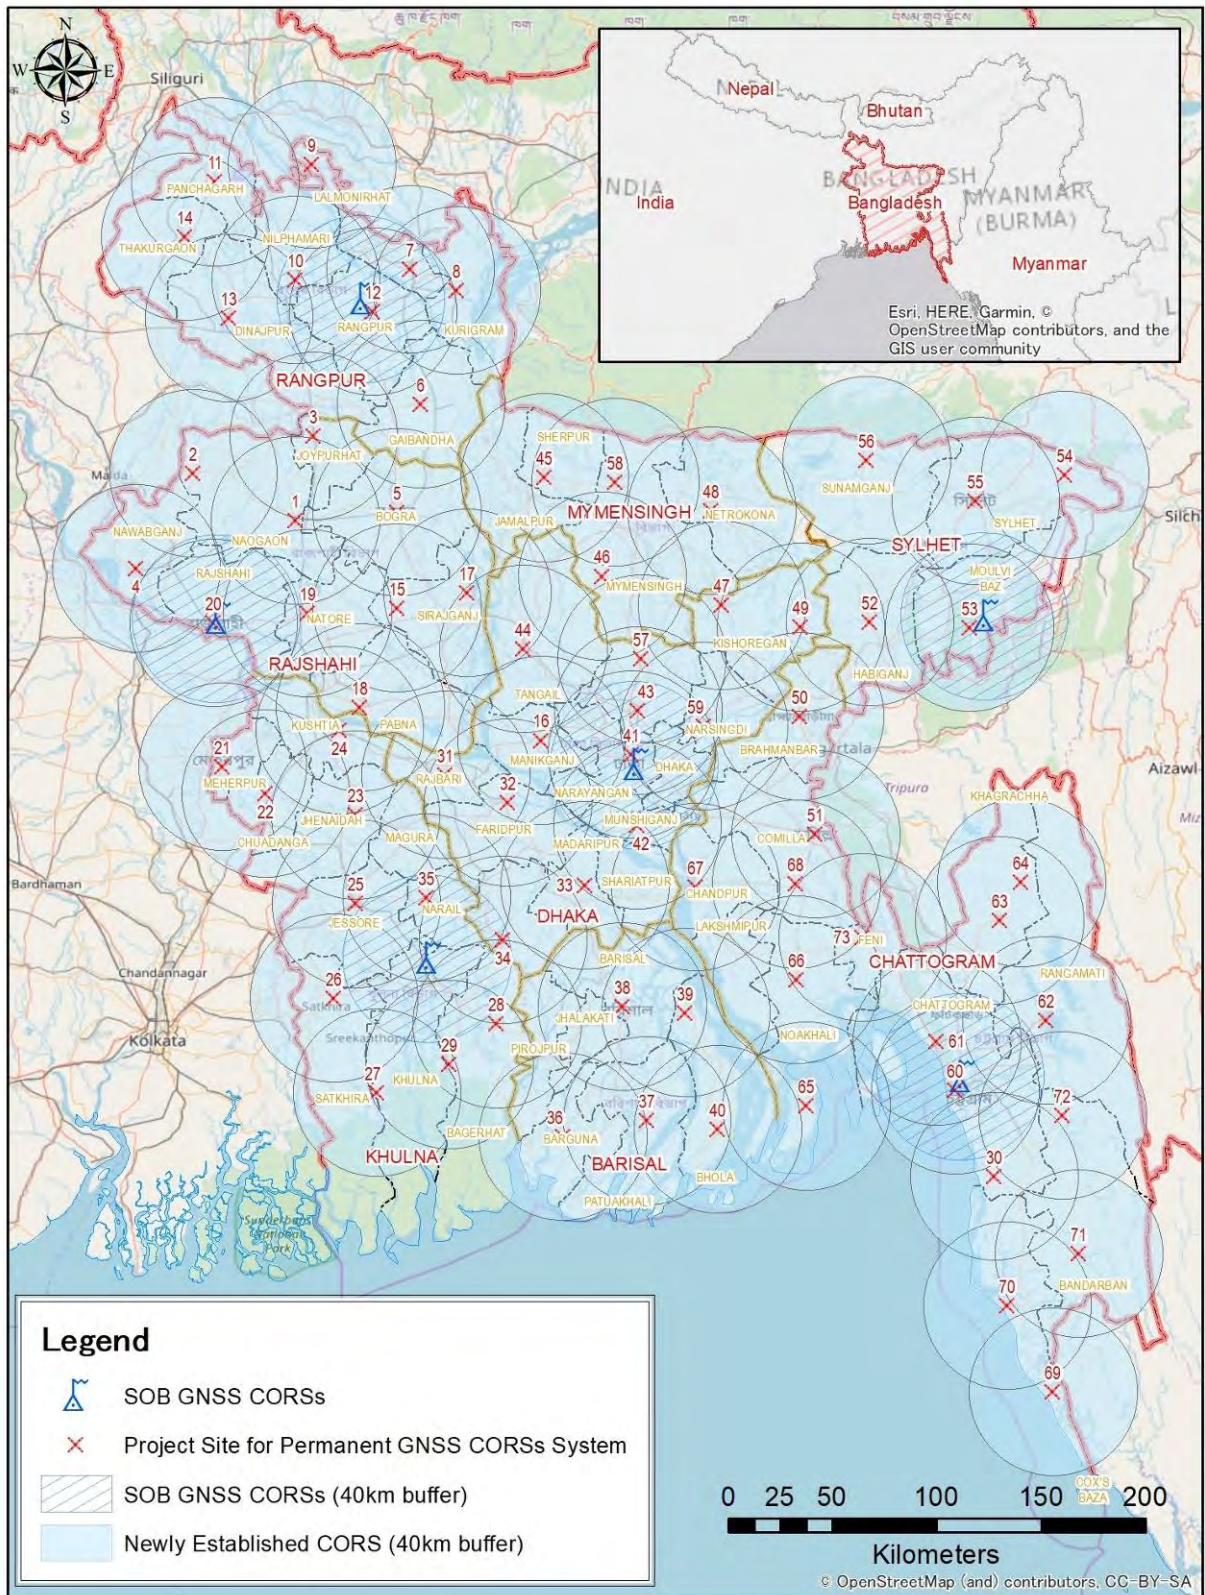 N
W E
S
Siliguri
Nepal
Bhutan
BANGLADESH
Bangladesh
India
MYANMAR
(BURMA)
Myanmar
Esri, HERE, Garmin, ©
OpenStreetMap contributors, and the
GIS user community
9
11
PANCHAGARH
LALMONIRHAT
14
THAKURGAON
NILPHAMARI
10
7
8
12
13
DINAJPUR
RANGPUR
KURIGRAM
RANGPUR
6
3
GAIBANDHA
JOYPURHAT
SHERPUR
2
45
58
56
55
54
SUNAMGANJ
SYLHET
1
5
BOGRA
48
NETROKONA
MYMENSINGH
JAMALPUR
NAWABGANJ
NAOGAON
SYLHET
Silch
4
RAJSHAHI
46
MYMENSINGH
MOULVI
BAZ
20
19
NATORE
15
17
SIRAJGANJ
47
49
52
53
KISHOREGAN
44
57
HABIGANJ
RAJSHAHI
TANGAIL
18
KUSHTIA
PABNA
43
59
NARSINGDI
50
24
16
MANIKGANJ
41
DHAKA
BRAHMANBAR
21
MEHERPUR
31
RAJBARI
NARAYANGAN
Aizawl
22
CHUADANGA
23
JHENAIDAH
32
FARIDPUR
Tripura
KHAGRACHHA
MAGURA
MUNSHIGANJ
MADARIPUR
42
COMILLA
51
Bardhaman
25
JESSORE
35
NARAIL
33
SHARIATPUR
67
CHANDPUR
68
64
63
DHAKA
LAKSHMIPUR
34
BARISAL
73
FENI
CHATTOGRAM
Chandannagar
66
RANGAMATI
26
Satkhira
28
38
JHALAKATI
39
CHATTOGRAM
62
Kolkata
Sreekanthopur
PIROJPUR
NOAKHALI
61
29
KHULNA
27
SATKHIRA
60
BAGERHAT
36
BARGUNA
37
40
65
72
KHULNA
BARISAL
BHOLA
30
PATUAKHALI
Sunderbans
National
Park
71
BANDARBAN
70
69
COX'S
BAZA
Legend
SOB GNSS CORSs
Project Site for Permanent GNSS CORSs System
SOB GNSS CORSs (40km buffer)
Newly Established CORS (40km buffer)
0 25 50 100 150 200
Kilometers
© OpenStreetMap (and) contributors, CC-BY-SA